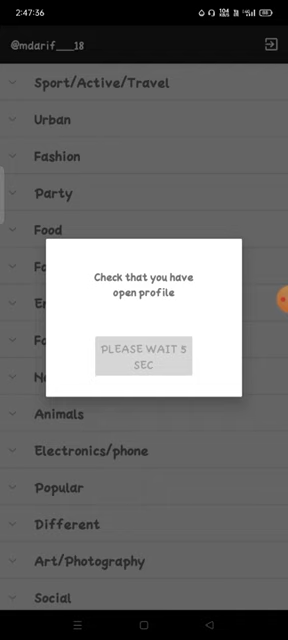 2:47:36
@mdarif___18
Sport/Active/Travel
Urban
Fashion
Party
Food
Check that you have
open profile
PLEASE WAIT 5
SEC
Animals
Electronics/phone
Popular
Different
Art/Photography
Social